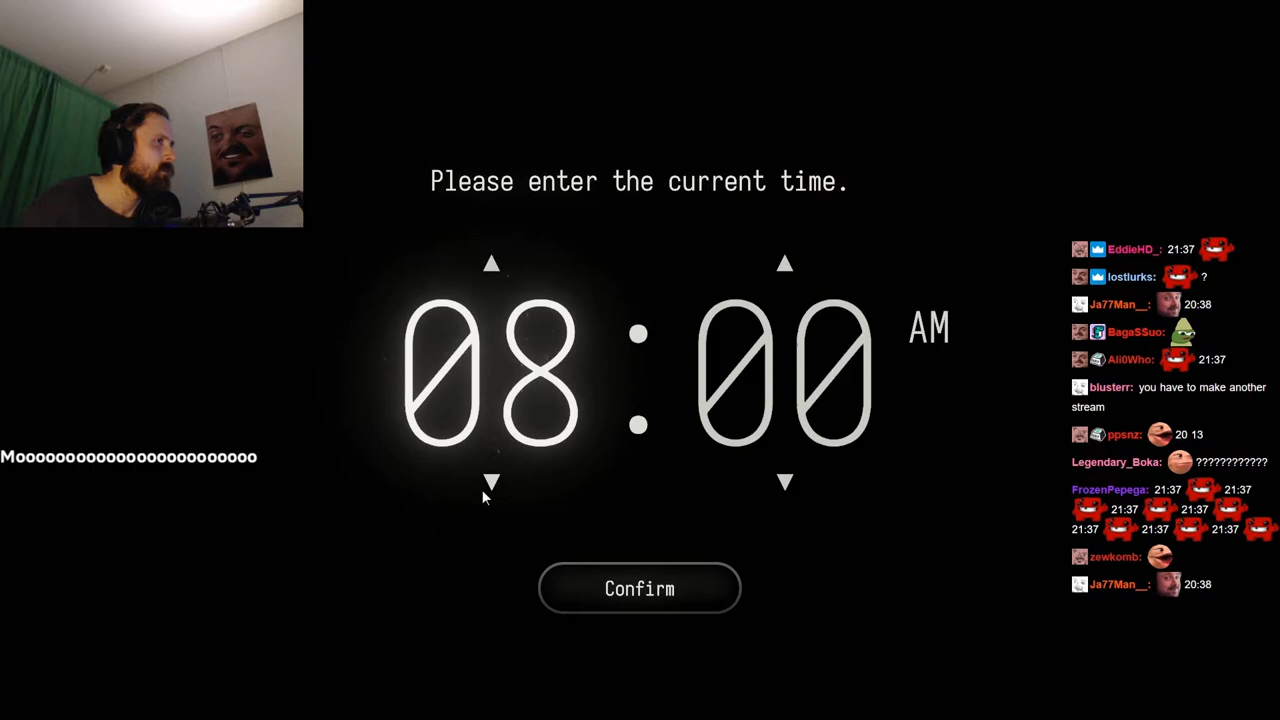 Please enter the current time.
08:00 AM
Confirm
Mooooooooooooooooooooooooo
EddieHD_: 21:37
lostlurks: ?
Ja77Man__: 20:38
BagaSSuo:
Ali0Who: 21:37
blusterr: you have to make another
stream
ppsnz: 20 13
Legendary_Boka: ????????????
FrozenPepega: 21:37 21:37
21:37 21:37
21:37 21:37 21:37
zewkomb:
Ja77Man__: 20:38